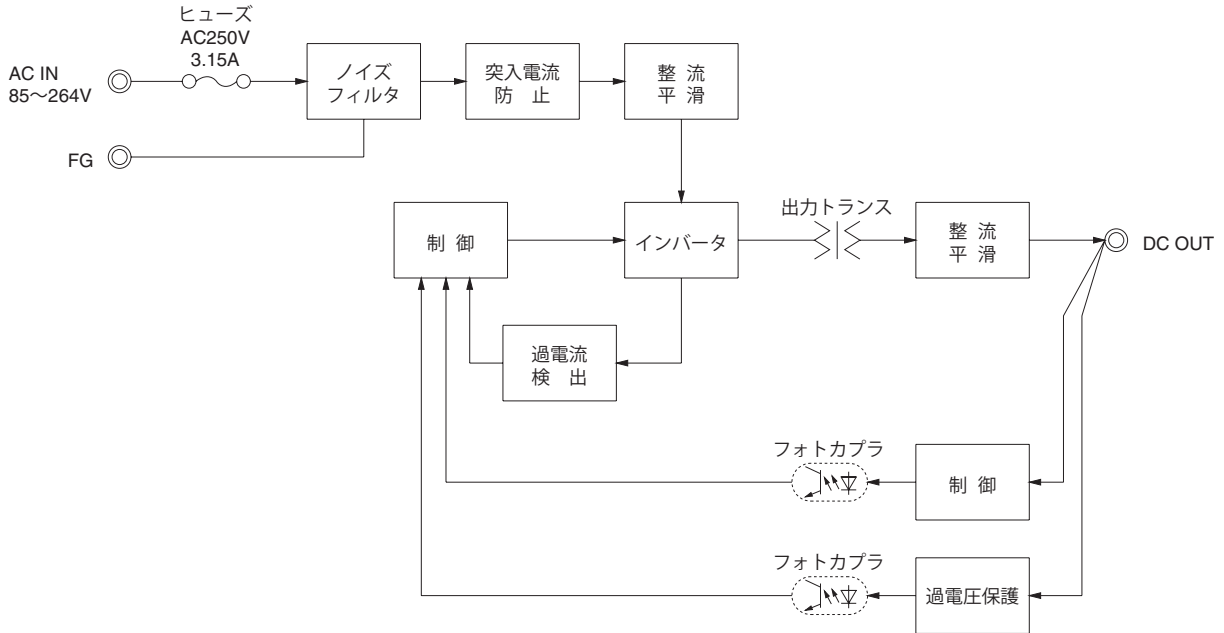 ヒューズ
AC250V
3.15A
AC IN
85～264V
ノイズ
フィルタ
突入電流
防 止
整 流
平 滑
FG
制 御
インバータ
出力トランス
整 流
平 滑
DC OUT
過電流
検 出
フォトカプラ
制 御
フォトカプラ
過電圧保護